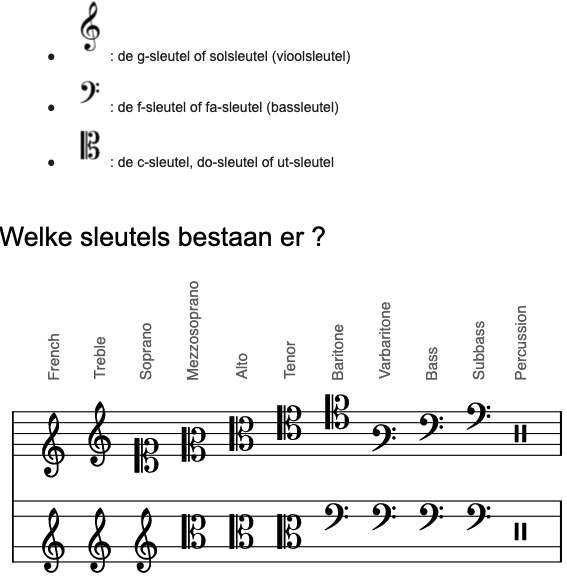 : de g-sleutel of solsleutel (vioolsleutel)
: de f-sleutel of fa-sleutel (bassleutel)
: de c-sleutel, do-sleutel of ut-sleutel
Welke sleutels bestaan er ?
French
Treble
Soprano
Mezzosoprano
Alto
Tenor
Baritone
Varbaritone
Bass
Subbass
Percussion